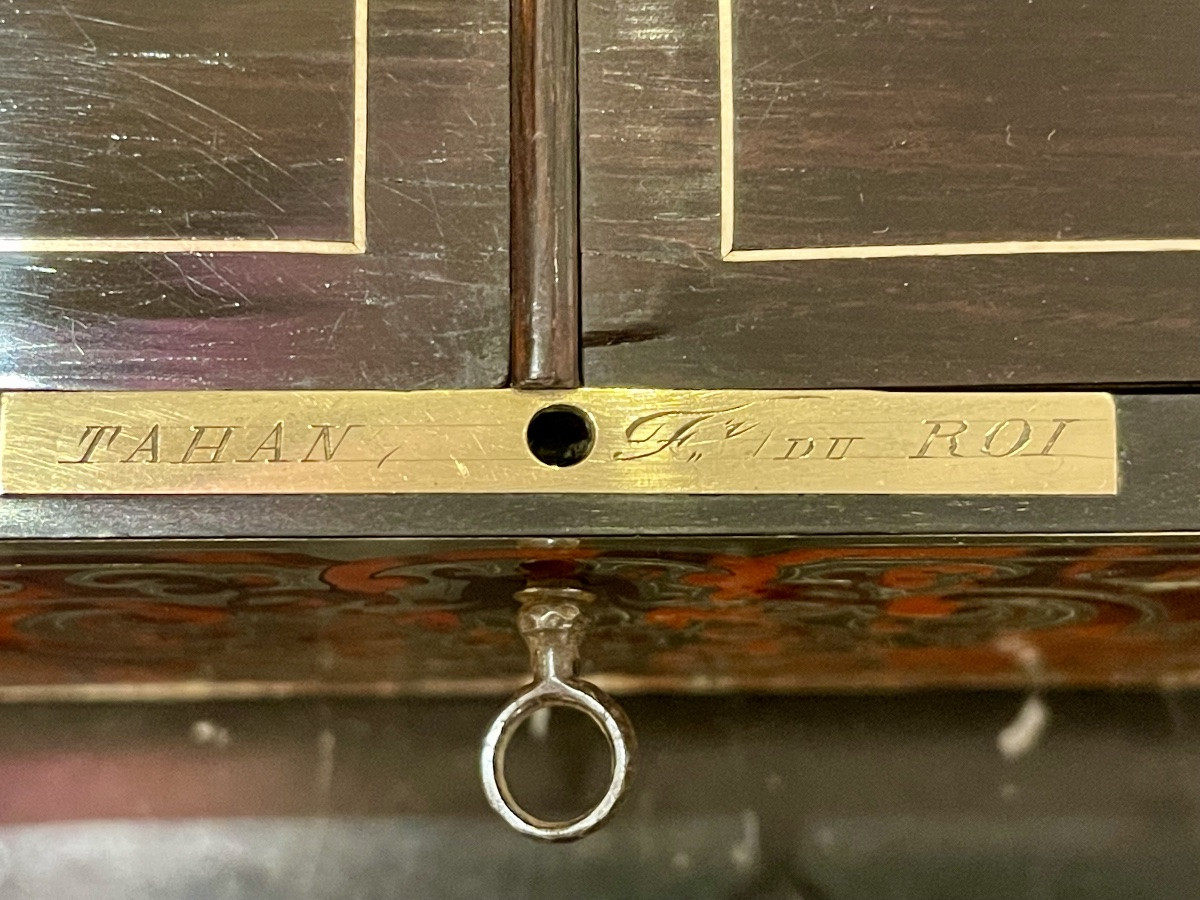 TAHAN, Fr. DU ROI